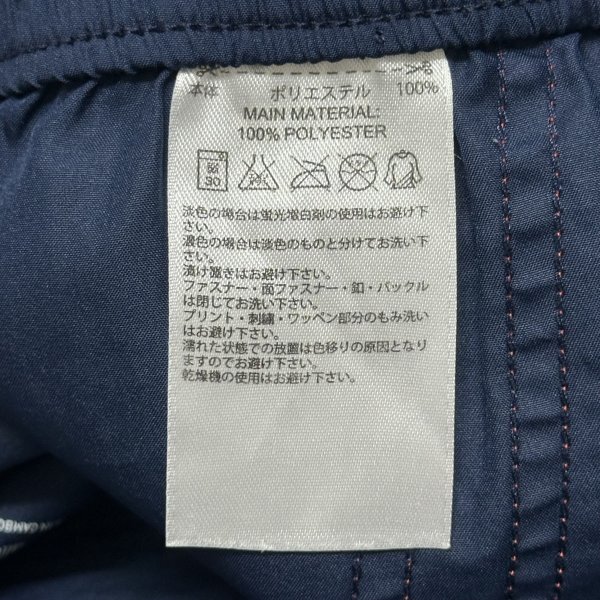 本体 ポリエステル 100%
MAIN MATERIAL:
100% POLYESTER
淡色の場合は蛍光増白剤の使用はお避け下
さい。
濃色の場合は淡色のものと分けてお洗い下
さい。
漬け置きはお避け下さい。
ファスナー・面ファスナー・釦・バックル
は閉じてお洗い下さい。
プリント・刺繍・ワッペン部分のもみ洗い
はお避け下さい。
濡れた状態での放置は色移りの原因となり
ますのでお避け下さい。
乾燥機の使用はお避け下さい。